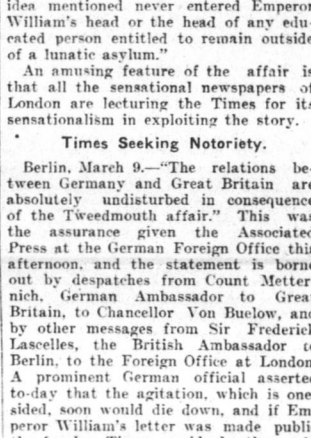 idea mentioned never entered Emperor
William's head or the head of any edu-
cated person entitled to remain outside
of a lunatic asylum."
An amusing feature of the affair is
that all the sensational newspapers of
London are lecturing the Times for its
sensationalism in exploiting the story.
Times Seeking Notoriety.
Berlin, March 9.—"The relations be-
tween Germany and Great Britain are
absolutely undisturbed in consequence
of the Tweedmouth affair." This was
the assurance given the Associated
Press at the German Foreign Office this
afternoon, and the statement is borne
out by despatches from Count Metter-
nich, German Ambassador to Great
Britain, to Chancellor Von Buelow, and
by other messages from Sir Frederick
Lascelles, the British Ambassador to
Berlin, to the Foreign Office at London.
A prominent German official asserted
to-day that the agitation, which is one-
sided, soon would die down, and if Em-
peror William's letter was made public